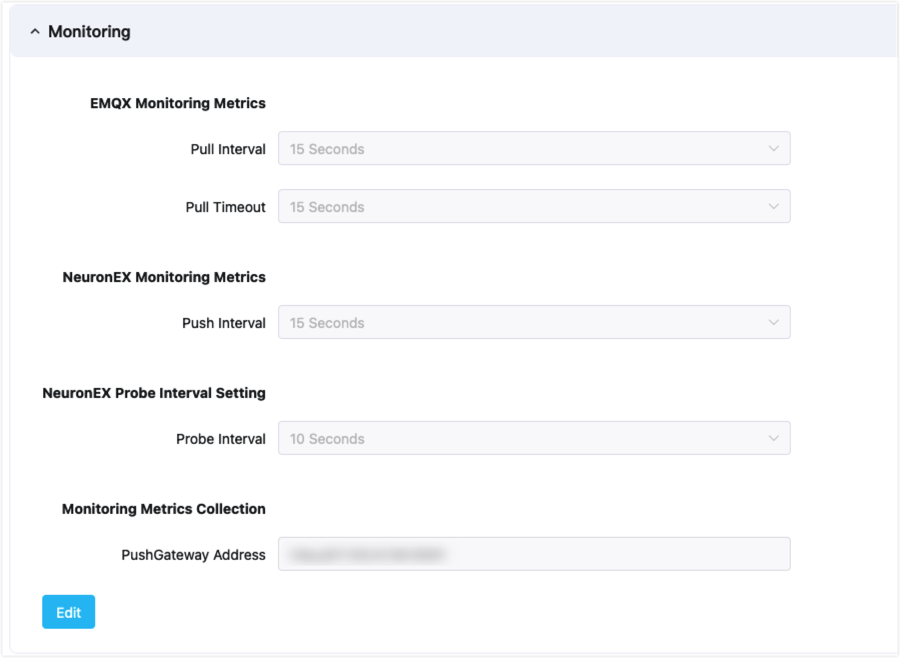 Monitoring
EMQX Monitoring Metrics
Pull Interval 15 Seconds
Pull Timeout 15 Seconds
NeuronEX Monitoring Metrics
Push Interval 15 Seconds
NeuronEX Probe Interval Setting
Probe Interval 10 Seconds
Monitoring Metrics Collection
PushGateway Address
Edit